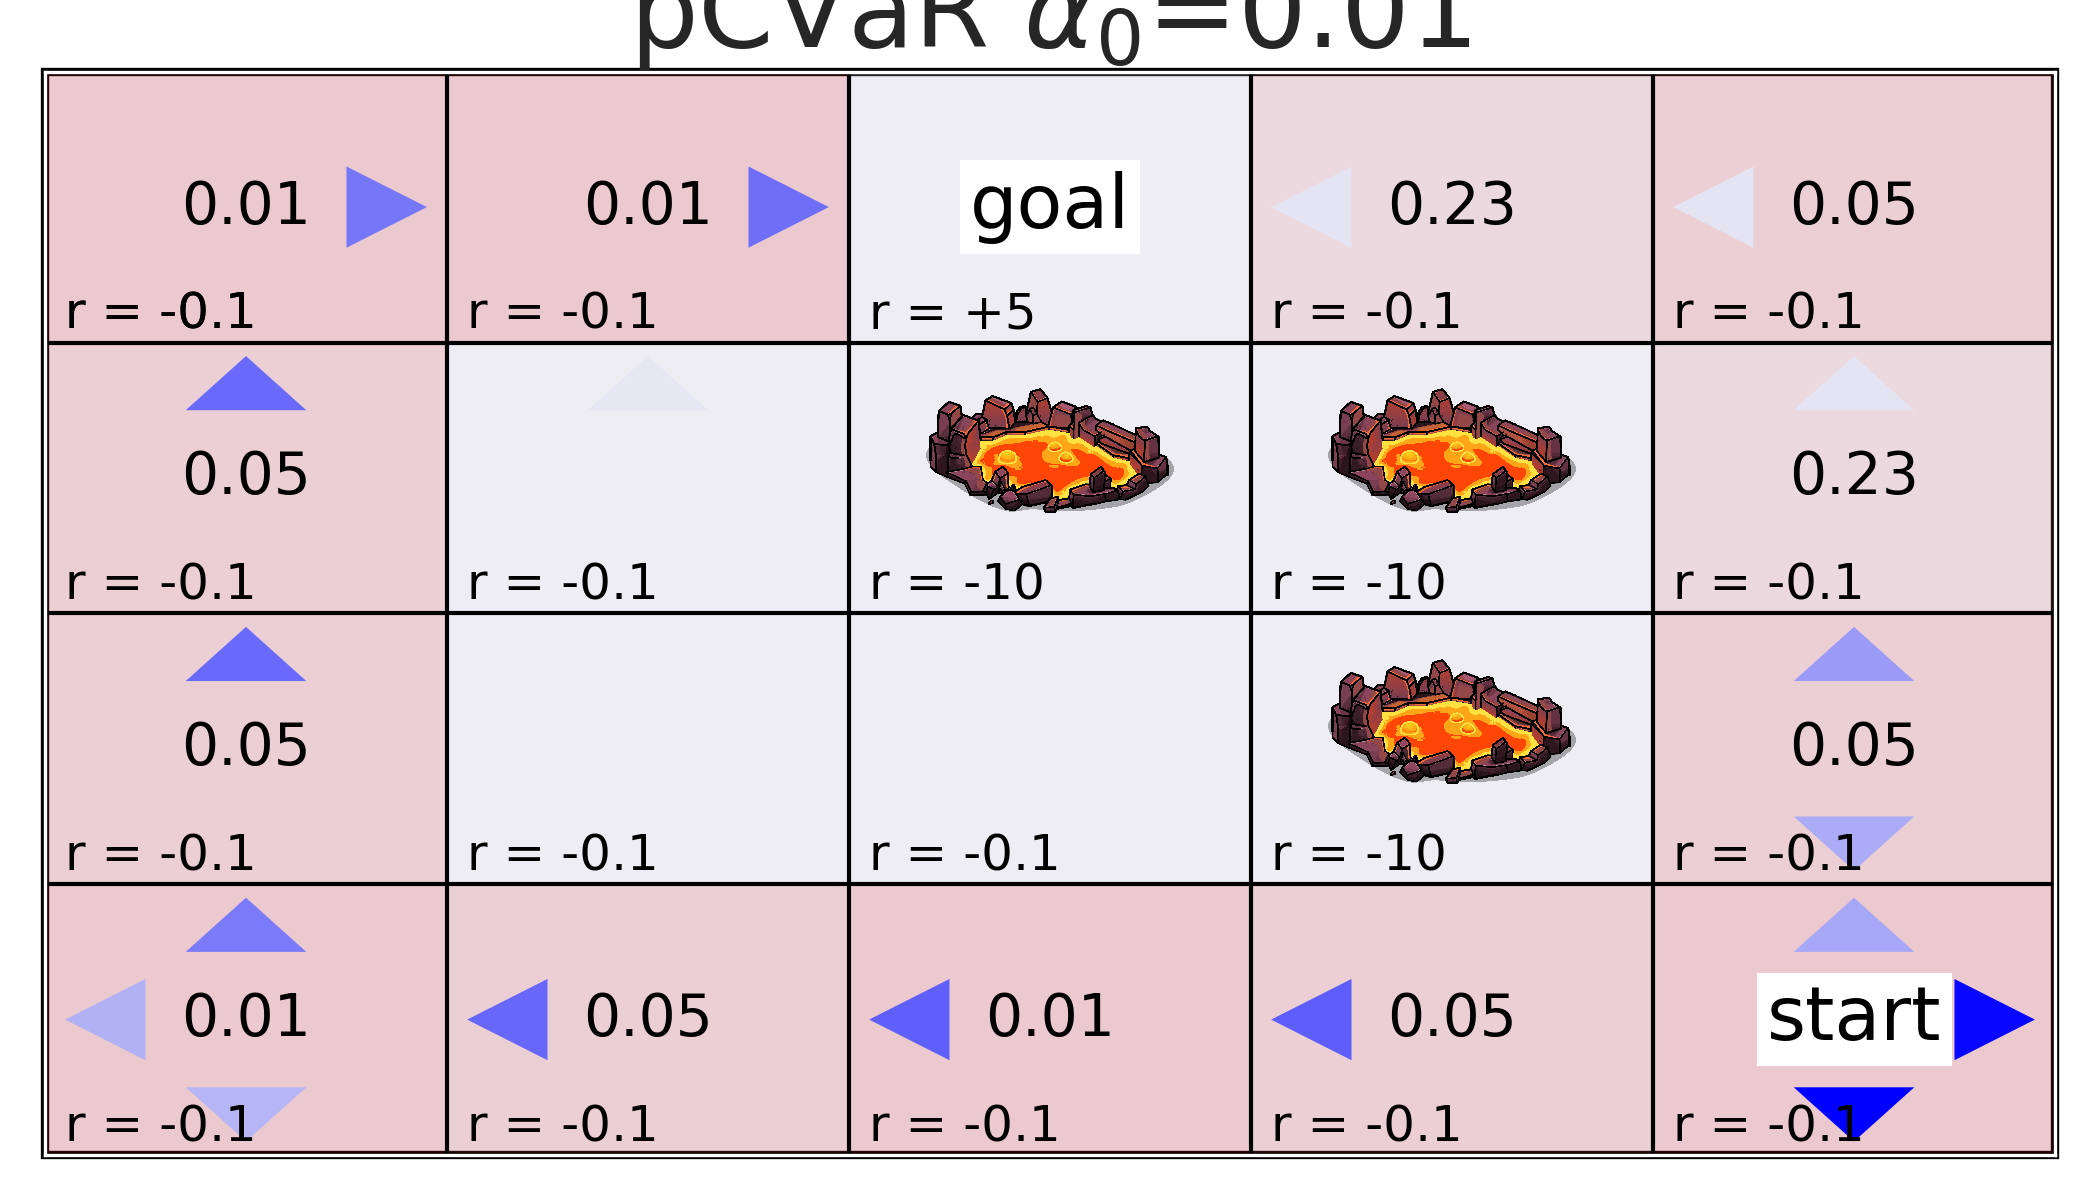 pCVaR α₀=0.01
0.01 0.01 goal 0.23 0.05
r = -0.1 r = -0.1 r = +5 r = -0.1 r = -0.1
0.05 0.23
r = -0.1 r = -0.1 r = -10 r = -10 r = -0.1
0.05 0.05
r = -0.1 r = -0.1 r = -0.1 r = -10 r = -0.1
0.01 0.05 0.01 0.05 start
r = -0.1 r = -0.1 r = -0.1 r = -0.1 r = -0.1